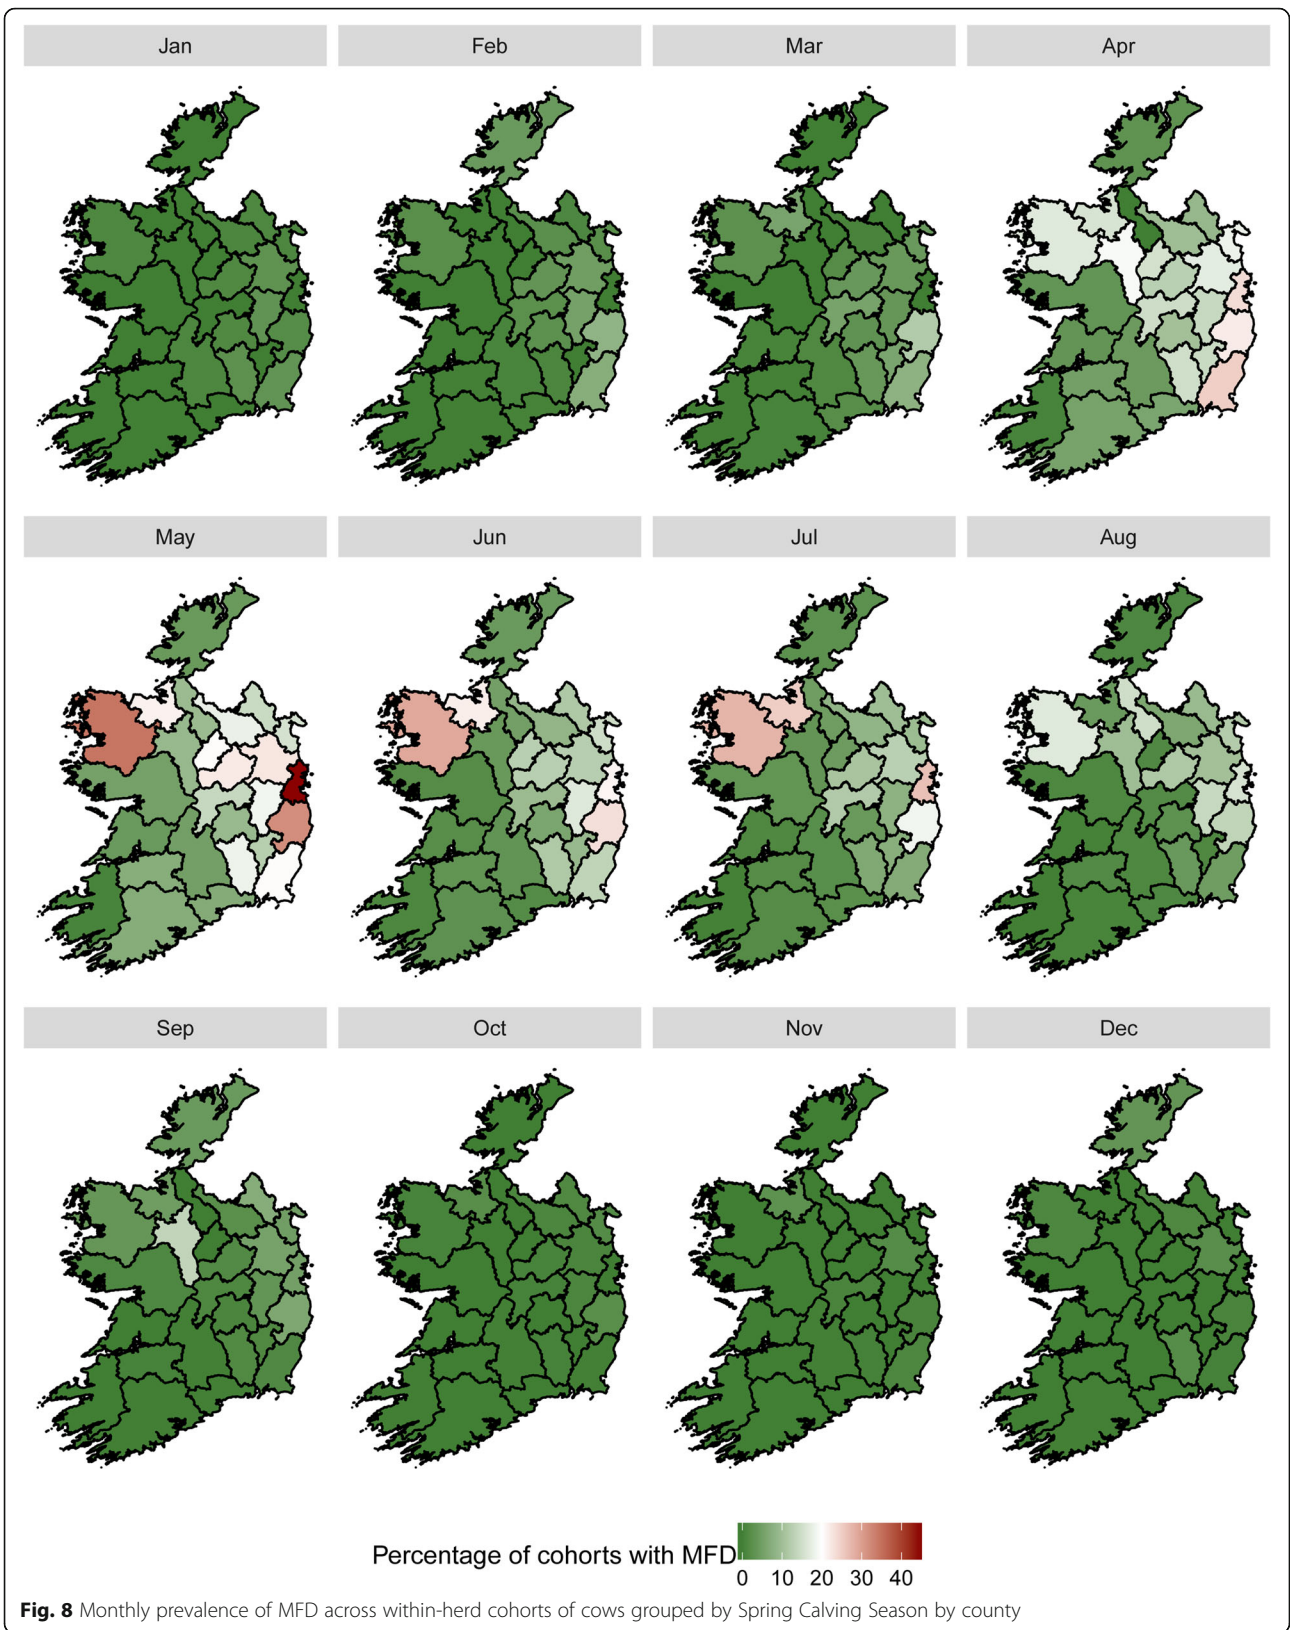 Jan Feb Mar Apr
May Jun Jul Aug
Sep Oct Nov Dec
Percentage of cohorts with MFD
0 10 20 30 40
Fig. 8 Monthly prevalence of MFD across within-herd cohorts of cows grouped by Spring Calving Season by county